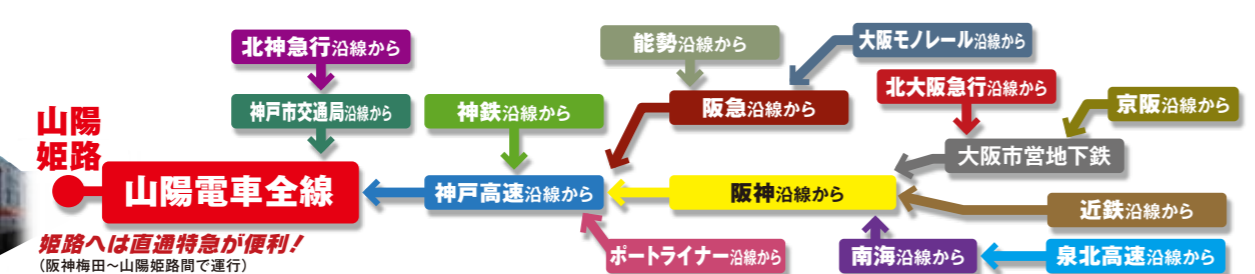 北神急行沿線から
能勢沿線から
大阪モノレール沿線から
北大阪急行沿線から
山陽
姫路
神戸市交通局沿線から
神鉄沿線から
阪急沿線から
京阪沿線から
大阪市営地下鉄
山陽電車全線
神戸高速沿線から
阪神沿線から
近鉄沿線から
姫路へは直通特急が便利!
(阪神梅田~山陽姫路間で運行)
ポートライナー沿線から
南海沿線から
泉北高速沿線から